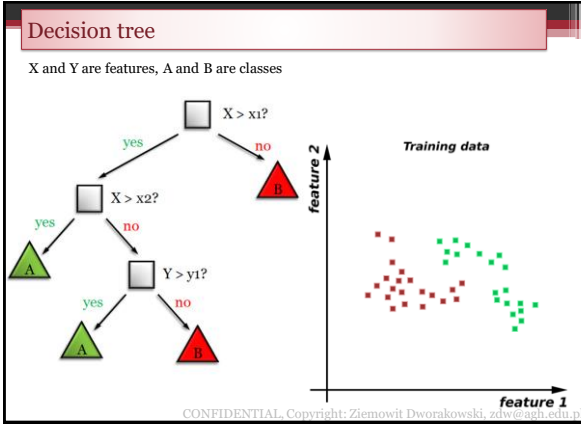 Decision tree
X and Y are features, A and B are classes
X > x1?
yes
no
B
X > x2?
yes
no
A
Y > y1?
yes
no
A
B
Training data
feature 2
feature 1
CONFIDENTIAL, Copyright: Ziemowit Dworakowski, zdw@agh.edu.p